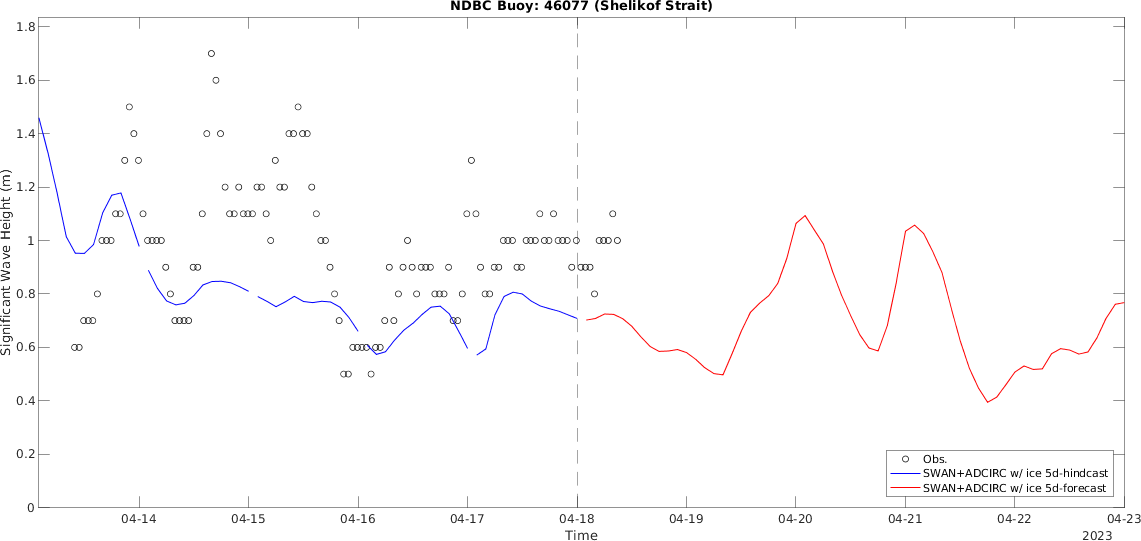 NDBC Buoy: 46077 (Shelikof Strait)
Significant Wave Height (m)
1.8
1.6
1.4
1.2
1
0.8
0.6
0.4
0.2
0
Obs.
SWAN+ADCIRC w/ ice 5d-hindcast
SWAN+ADCIRC w/ ice 5d-forecast
04-14 04-15 04-16 04-17 04-18 04-19 04-20 04-21 04-22 04-23
Time
2023